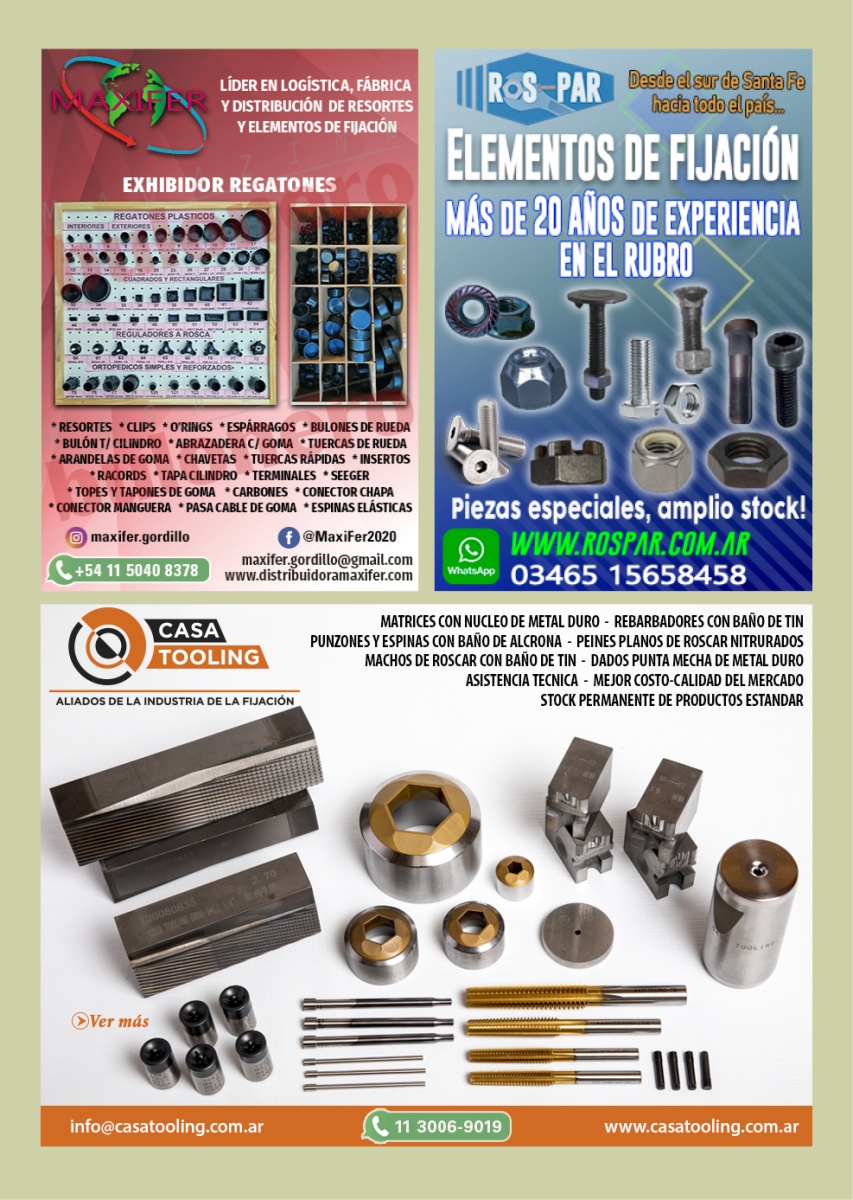 MAXIFER
LÍDER EN LOGÍSTICA, FÁBRICA
Y DISTRIBUCIÓN DE RESORTES
Y ELEMENTOS DE FIJACIÓN
EXHIBIDOR REGATONES
REGATONES PLASTICOS
INTERIORES EXTERIORES
CUADRADOS Y RECTANGULARES
REGULADORES A ROSCA
ORTOPEDICOS SIMPLES Y REFORZADOS
* RESORTES * CLIPS * O'RINGS * ESPÁRRAGOS * BULONES DE RUEDA
* BULÓN T/ CILINDRO * ABRAZADERA C/ GOMA * TUERCAS DE RUEDA
* ARANDELAS DE GOMA * CHAVETAS * TUERCAS RÁPIDAS * INSERTOS
* RACORDS * TAPA CILINDRO * TERMINALES * SEEGER
* TOPES Y TAPONES DE GOMA * CARBONES * CONECTOR CHAPA
* CONECTOR MANGUERA * PASA CABLE DE GOMA * ESPINAS ELÁSTICAS
maxifer.gordillo
@MaxiFer2020
+54 11 5040 8378
maxifer.gordillo@gmail.com
www.distribuidoramaxifer.com
ROS-PAR
Desde el sur de Santa Fe
hacia todo el país...
ELEMENTOS DE FIJACIÓN
MÁS DE 20 AÑOS DE EXPERIENCIA
EN EL RUBRO
Piezas especiales, amplio stock!
WhatsApp
WWW.ROSPAR.COM.AR
03465 15658458
CASA
TOOLING
ALIADOS DE LA INDUSTRIA DE LA FIJACIÓN
MATRICES CON NUCLEO DE METAL DURO - REBARBADORES CON BAÑO DE TIN
PUNZONES Y ESPINAS CON BAÑO DE ALCRONA - PEINES PLANOS DE ROSCAR NITRURADOS
MACHOS DE ROSCAR CON BAÑO DE TIN - DADOS PUNTA MECHA DE METAL DURO
ASISTENCIA TECNICA - MEJOR COSTO-CALIDAD DEL MERCADO
STOCK PERMANENTE DE PRODUCTOS ESTANDAR
TOOLING
Ver más
info@casatooling.com.ar
11 3006-9019
www.casatooling.com.ar